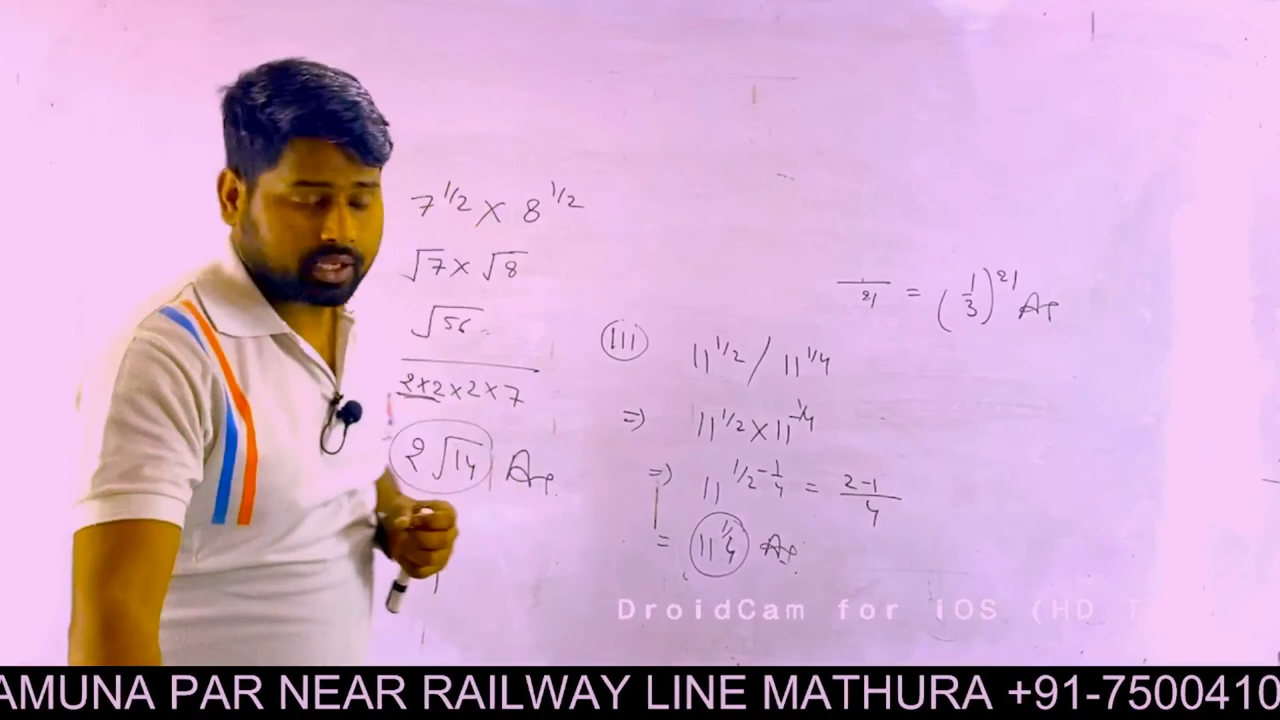 7^1/2 × 8^1/2
√7 × √8
√56
2×2×2×7
2√14 Ans
21 = (1/3)^21 Ans
(III) 11^1/2 / 11^1/4
=) 11^1/2 × 11^-1/4
=) 11^1/2-1/4 = 2-1/4
= 11^1/4 Ans
DroidCam for iOS (HD T
AMUNA PAR NEAR RAILWAY LINE MATHURA +91-7500410